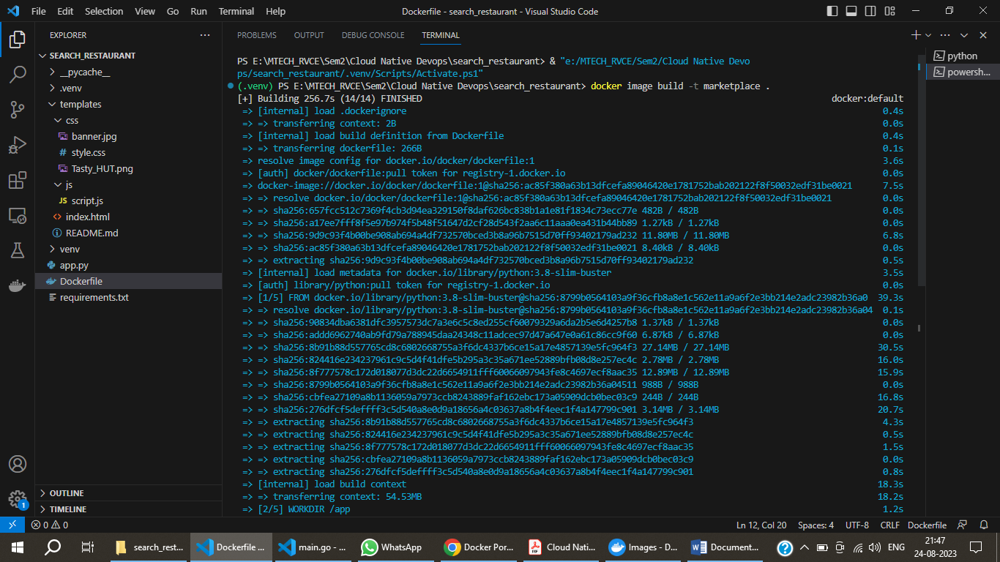 File Edit Selection View Go Run Terminal Help Dockerfile - search_restaurant - Visual Studio Code
EXPLORER
SEARCH_RESTAURANT
__pycache__
.venv
templates
css
banner.jpg
# style.css
Tasty_HUT.png
js
JS script.js
<> index.html
README.md
venv
app.py
Dockerfile
requirements.txt
OUTLINE
TIMELINE
PROBLEMS OUTPUT DEBUG CONSOLE TERMINAL
PS E:\MTECH_RVCE\Sem2\Cloud Native Devops\search_restaurant> & "e:/MTECH_RVCE/Sem2/Cloud Native Devo
ps/search_restaurant/.venv/Scripts/Activate.ps1"
(.venv) PS E:\MTECH_RVCE\Sem2\Cloud Native Devops\search_restaurant> docker image build -t marketplace .
[+] Building 256.7s (14/14) FINISHED docker:default
=> [internal] load .dockerignore 0.4s
=> => transferring context: 2B 0.0s
=> [internal] load build definition from Dockerfile 0.4s
=> => transferring dockerfile: 266B 0.1s
=> resolve image config for docker.io/docker/dockerfile:1 3.6s
=> [auth] docker/dockerfile:pull token for registry-1.docker.io 0.0s
=> docker-image://docker.io/docker/dockerfile:1@sha256:ac85f380a63b13dfcefa89046420e1781752bab202122f8f50032edf31be0021 7.5s
=> => resolve docker.io/docker/dockerfile:1@sha256:ac85f380a63b13dfcefa89046420e1781752bab202122f8f50032edf31be0021 0.0s
=> => sha256:657fcc512c7369f4cb3d94ea329150f8daf626bc838b1a1e81f1834c73ecc77e 482B / 482B 0.0s
=> => sha256:a17ee7fff8f5e97b974f5b48f51647d2cf28d543f2aa6c11aaa0ea431b44bb89 1.27kB / 1.27kB 0.0s
=> => sha256:9d9c93f4b00be908ab694a4df732570bced3b8a96b7515d70ff93402179ad232 11.80MB / 11.80MB 6.8s
=> => sha256:ac85f380a63b13dfcefa89046420e1781752bab202122f8f50032edf31be0021 8.40kB / 8.40kB 0.0s
=> => extracting sha256:9d9c93f4b00be908ab694a4df732570bced3b8a96b7515d70ff93402179ad232 0.5s
=> [internal] load metadata for docker.io/library/python:3.8-slim-buster 3.5s
=> [auth] library/python:pull token for registry-1.docker.io 0.0s
=> [1/5] FROM docker.io/library/python:3.8-slim-buster@sha256:8799b0564103a9f36cfb8a8e1c562e11a9a6f2e3bb214e2adc23982b36a0 39.3s
=> => resolve docker.io/library/python:3.8-slim-buster@sha256:8799b0564103a9f36cfb8a8e1c562e11a9a6f2e3bb214e2adc23982b36a04 0.1s
=> => sha256:90834dba6381dfc3957573dc7a3e6c5c8ed255cf60079329a6da2b5e6d4257b8 1.37kB / 1.37kB 0.0s
=> => sha256:addd6962740ab9fd79a788945daa24348c11adcec97d47a647e0a61c86cc9f60 6.87kB / 6.87kB 0.0s
=> => sha256:8b91b88d557765cd8c6802668755a3f6dc4337b6ce15a17e4857139e5fc964f3 27.14MB / 27.14MB 30.5s
=> => sha256:824416e234237961c9c5d4f41dfe5b295a3c35a671ee52889bfb08d8e257ec4c 2.78MB / 2.78MB 16.0s
=> => sha256:8f777578c172d018077d3dc22d6654911fff60066097943fe8c4697ecf8aac35 12.89MB / 12.89MB 15.9s
=> => sha256:8799b0564103a9f36cfb8a8e1c562e11a9a6f2e3bb214e2adc23982b36a04511 988B / 988B 0.0s
=> => sha256:cbfea27109a8b1136059a7973ccb8243889faf162ebc173a05909dcb0bec03c9 244B / 244B 16.8s
=> => sha256:276dfcf5deffff3c5d540a8e0d9a18656a4c03637a8b4f4eec1f4a147799c901 3.14MB / 3.14MB 20.7s
=> => extracting sha256:8b91b88d557765cd8c6802668755a3f6dc4337b6ce15a17e4857139e5fc964f3 4.3s
=> => extracting sha256:824416e234237961c9c5d4f41dfe5b295a3c35a671ee52889bfb08d8e257ec4c 0.5s
=> => extracting sha256:8f777578c172d018077d3dc22d6654911fff60066097943fe8c4697ecf8aac35 1.5s
=> => extracting sha256:cbfea27109a8b1136059a7973ccb8243889faf162ebc173a05909dcb0bec03c9 0.0s
=> => extracting sha256:276dfcf5deffff3c5d540a8e0d9a18656a4c03637a8b4f4eec1f4a147799c901 0.8s
=> [internal] load build context 18.3s
=> => transferring context: 54.53MB 18.2s
=> [2/5] WORKDIR /app 1.2s
python
powersh...
1
0 0 Ln 12, Col 20 Spaces: 4 UTF-8 CRLF Dockerfile
search_rest... Dockerfile ... main.go - ... WhatsApp Docker Por... Cloud Nati... Images - D... Document... ENG 21:47
24-08-2023